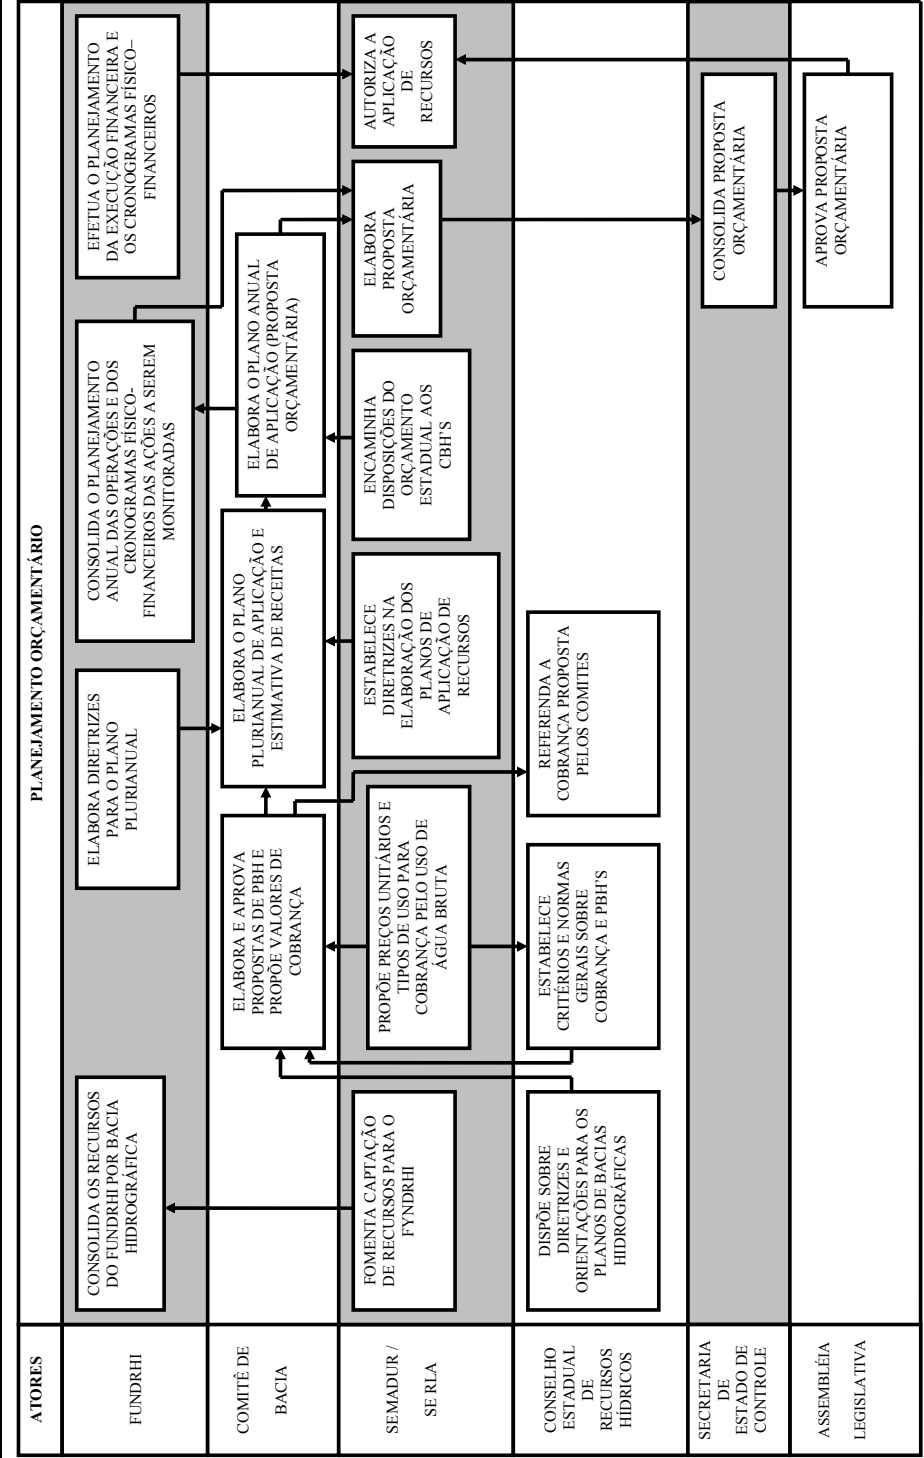 ATORES
PLANEJAMENTO ORÇAMENTÁRIO
FUNDRHI
CONSOLIDA OS RECURSOS
DO FUNDRHI POR BACIA
HIDROGRÁFICA
ELABORA DIRETRIZES
PARA O PLANO
PLURIANUAL
CONSOLIDA O PLANEJAMENTO
ANUAL DAS OPERAÇÕES E DOS
CRONOGRAMAS FÍSICO-
FINANCEIROS DAS AÇÕES A SEREM
MONITORADAS
EFETUA O PLANEJAMENTO
DA EXECUÇÃO FINANCEIRA E
OS CRONOGRAMAS FÍSICO–
FINANCEIROS
COMITÊ DE
BACIA
ELABORA E APROVA
PROPOSTAS DE PBH E
PROPÕE VALORES DE
COBRANÇA
ELABORA O PLANO
PLURIANUAL DE APLICAÇÃO E
ESTIMATIVA DE RECEITAS
ELABORA O PLANO ANUAL
DE APLICAÇÃO (PROPOSTA
ORÇAMENTÁRIA)
SEMADUR /
SE RLA
FOMENTA CAPTAÇÃO
DE RECURSOS PARA O
FYNDRHI
PROPÕE PREÇOS UNITÁRIOS E
TIPOS DE USO PARA
COBRANÇA PELO USO DE
ÁGUA BRUTA
ESTABELECE
DIRETRIZES NA
ELABORAÇÃO DOS
PLANOS DE
APLICAÇÃO DE
RECURSOS
ENCAMINHA
DISPOSIÇÕES DO
ORÇAMENTO
ESTADUAL AOS
CBH'S
ELABORA
PROPOSTA
ORÇAMENTÁRIA
AUTORIZA A
APLICAÇÃO
DE
RECURSOS
CONSELHO
ESTADUAL
DE
RECURSOS
HÍDRICOS
DISPÕE SOBRE
DIRETRIZES E
ORIENTAÇÕES PARA OS
PLANOS DE BACIAS
HIDROGRÁFICAS
ESTABELECE
CRITÉRIOS E NORMAS
GERAIS SOBRE
COBRANÇA E PBH'S
REFERENDA A
COBRANÇA PROPOSTA
PELOS COMITES
SECRETARIA
DE
ESTADO DE
CONTROLE
CONSOLIDA PROPOSTA
ORÇAMENTÁRIA
ASSEMBLÉIA
LEGISLATIVA
APROVA PROPOSTA
ORÇAMENTÁRIA